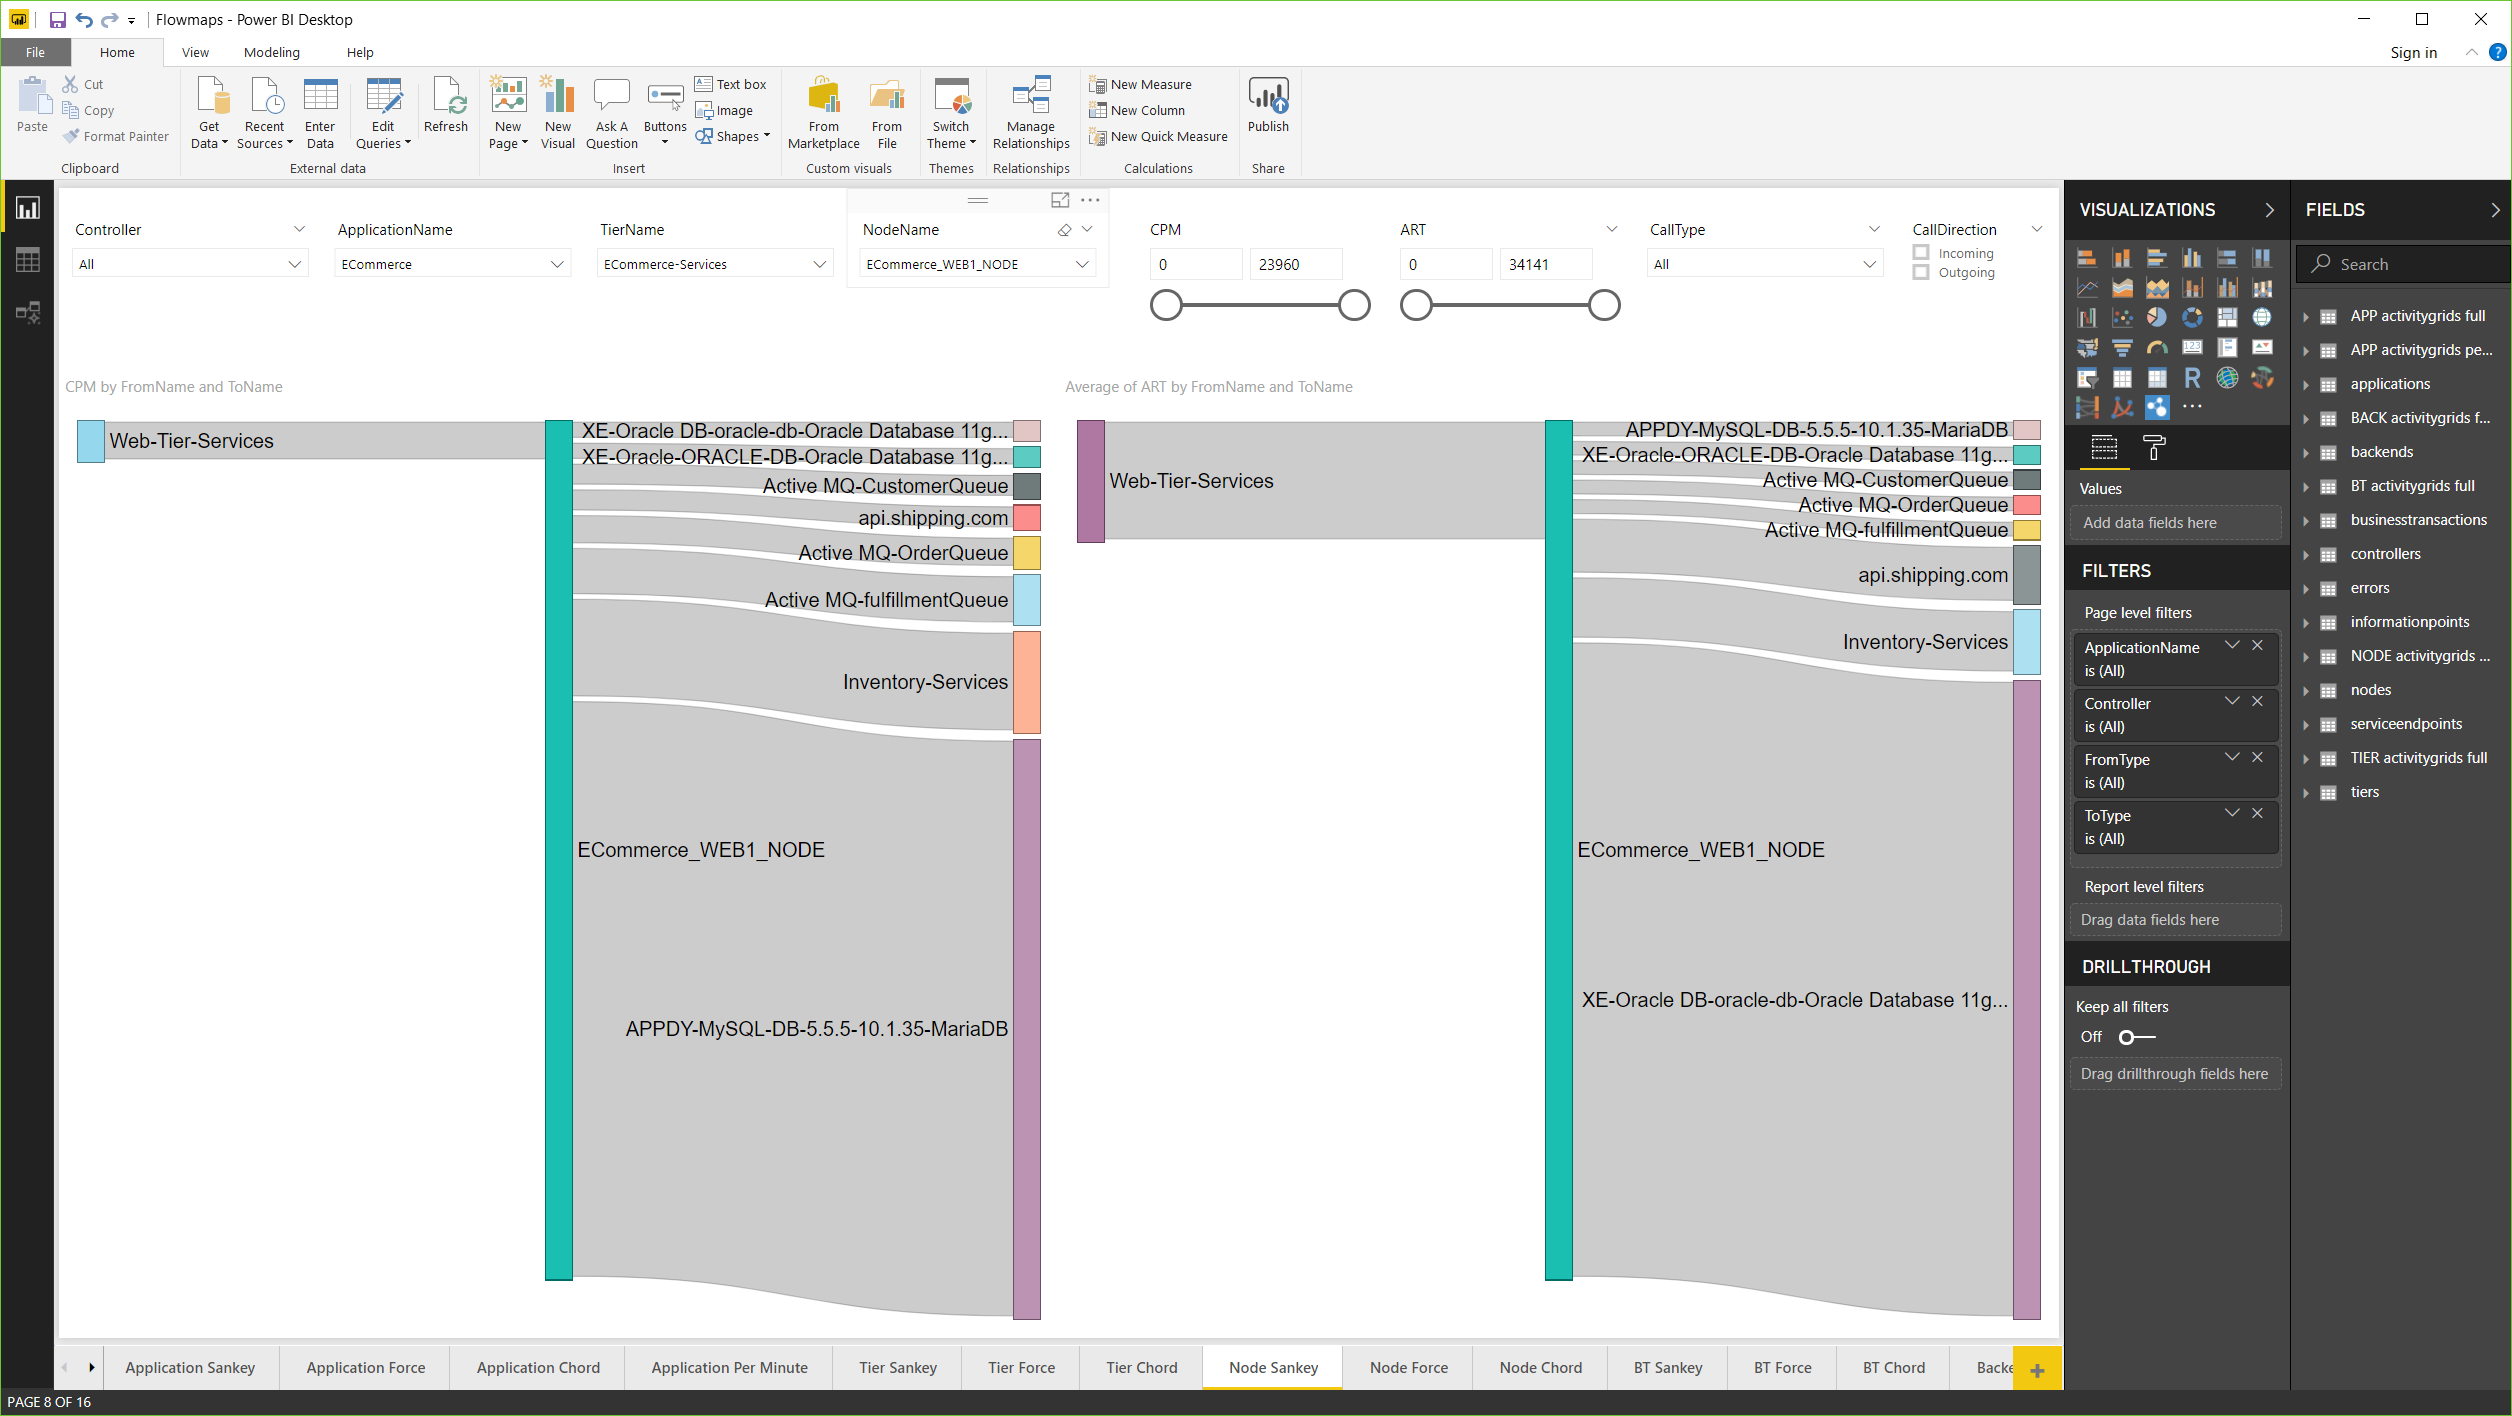 Flowmaps - Power BI Desktop
File
Home
View
Modeling
Help
Sign in
?
Paste
Cut
Copy
Format Painter
Clipboard
Get Data
Recent Sources
Enter Data
Edit Queries
Refresh
External data
New Page
New Visual
Ask A Question
Buttons
Text box
Image
Shapes
Insert
From Marketplace
From File
Custom visuals
Switch Theme
Themes
Manage Relationships
Relationships
New Measure
New Column
New Quick Measure
Calculations
Publish
Share
Controller
All
ApplicationName
ECommerce
TierName
ECommerce-Services
NodeName
ECommerce_WEB1_NODE
CPM
0
23960
ART
0
34141
CallType
All
CallDirection
Incoming
Outgoing
CPM by FromName and ToName
Web-Tier-Services
XE-Oracle DB-oracle-db-Oracle Database 11g...
XE-Oracle-ORACLE-DB-Oracle Database 11g...
Active MQ-CustomerQueue
api.shipping.com
Active MQ-OrderQueue
Active MQ-fulfillmentQueue
Inventory-Services
ECommerce_WEB1_NODE
APPDY-MySQL-DB-5.5.5-10.1.35-MariaDB
Average of ART by FromName and ToName
Web-Tier-Services
APPDY-MySQL-DB-5.5.5-10.1.35-MariaDB
XE-Oracle-ORACLE-DB-Oracle Database 11g...
Active MQ-CustomerQueue
Active MQ-OrderQueue
Active MQ-fulfillmentQueue
api.shipping.com
Inventory-Services
ECommerce_WEB1_NODE
XE-Oracle DB-oracle-db-Oracle Database 11g...
VISUALIZATIONS
123
R
Values
Add data fields here
FILTERS
Page level filters
ApplicationName
is (All)
Controller
is (All)
FromType
is (All)
ToType
is (All)
Report level filters
Drag data fields here
DRILLTHROUGH
Keep all filters
Off
Drag drillthrough fields here
FIELDS
Search
APP activitygrids full
APP activitygrids pe...
applications
BACK activitygrids f...
backends
BT activitygrids full
businesstransactions
controllers
errors
informationpoints
NODE activitygrids ...
nodes
serviceendpoints
TIER activitygrids full
tiers
Application Sankey
Application Force
Application Chord
Application Per Minute
Tier Sankey
Tier Force
Tier Chord
Node Sankey
Node Force
Node Chord
BT Sankey
BT Force
BT Chord
Backe
PAGE 8 OF 16